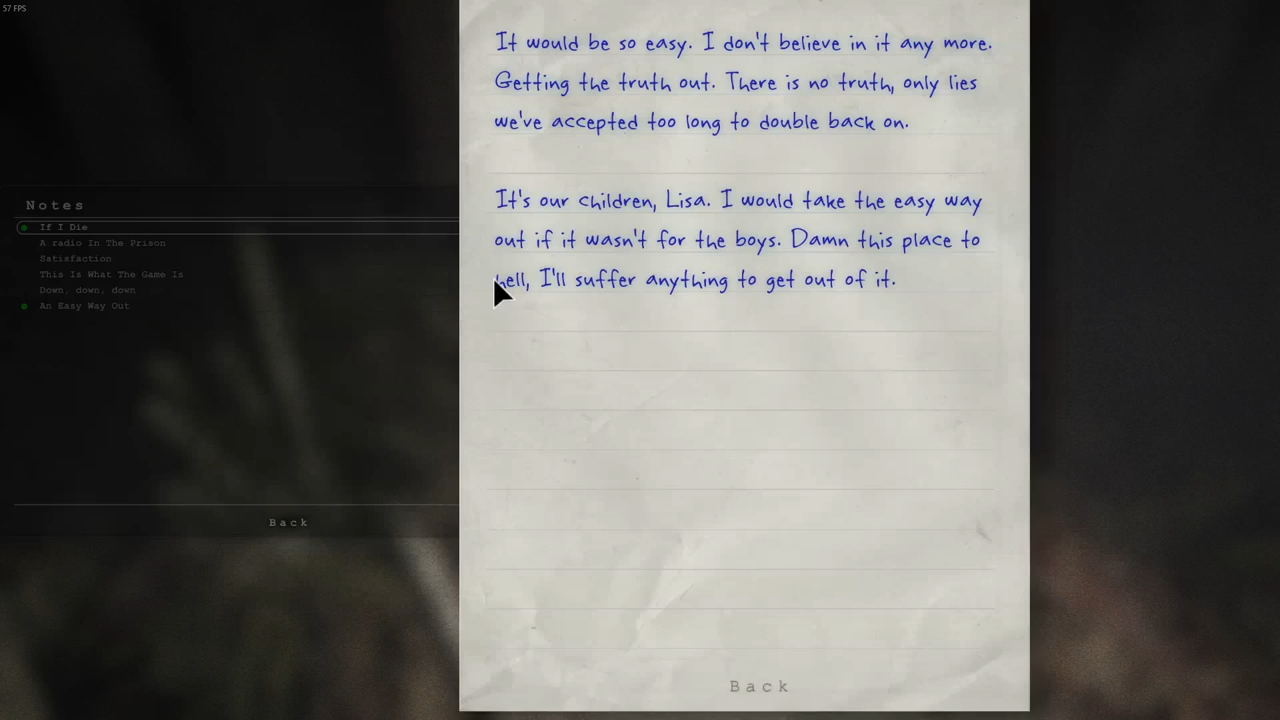 57 FPS
Notes
If I Die
A radio In The Prison
Satisfaction
This Is What The Game Is
Down, down, down
An Easy Way Out
Back
It would be so easy. I don't believe in it any more.
Getting the truth out. There is no truth, only lies
we've accepted too long to double back on.
It's our children, Lisa. I would take the easy way
out if it wasn't for the boys. Damn this place to
hell, I'll suffer anything to get out of it.
Back